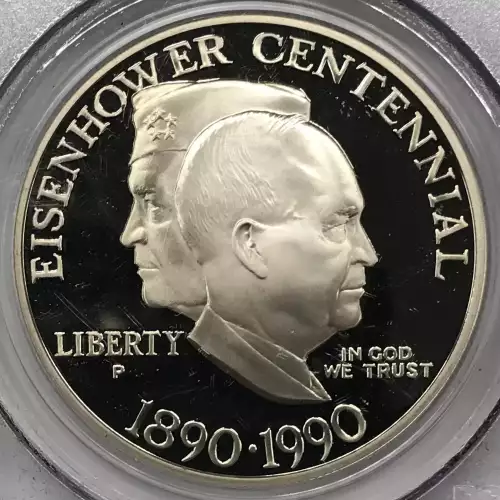 EISENHOWER CENTENNIAL
LIBERTY
P
IN GOD
WE TRUST
1890·1990